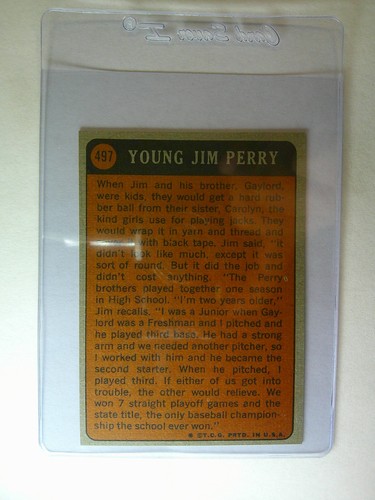 Card Saver I®
497
YOUNG JIM PERRY
When Jim and his brother, Gaylord,
were kids, they would get a hard rub-
ber ball from their sister, Carolyn, the
kind girls use for playing jacks. They
would wrap it in yarn and thread and
with black tape. Jim said, "it
didn't look like much, except it was
sort of round. But it did the job and
didn't cost anything. "The Perry
brothers played together one season
in High School. "I'm two years older,"
Jim recalls. "I was a Junior when Gay-
lord was a Freshman and I pitched and
he played third base. He had a strong
arm and we needed another pitcher, so
I worked with him and he became the
second starter. When he pitched, I
played third. If either of us got into
trouble, the other would relieve. We
won 7 straight playoff games and the
state title, the only baseball champion-
ship the school ever won."
© T.C.G. PRTD. IN U.S.A.